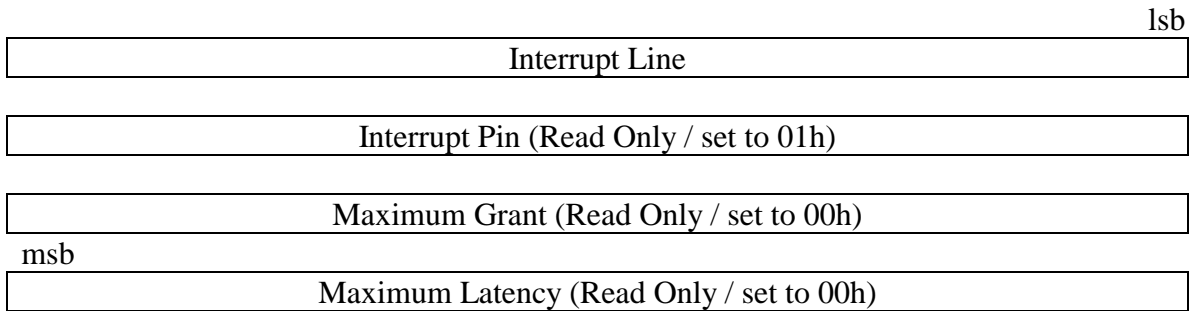 lsb
Interrupt Line
Interrupt Pin (Read Only / set to 01h)
Maximum Grant (Read Only / set to 00h)
msb
Maximum Latency (Read Only / set to 00h)